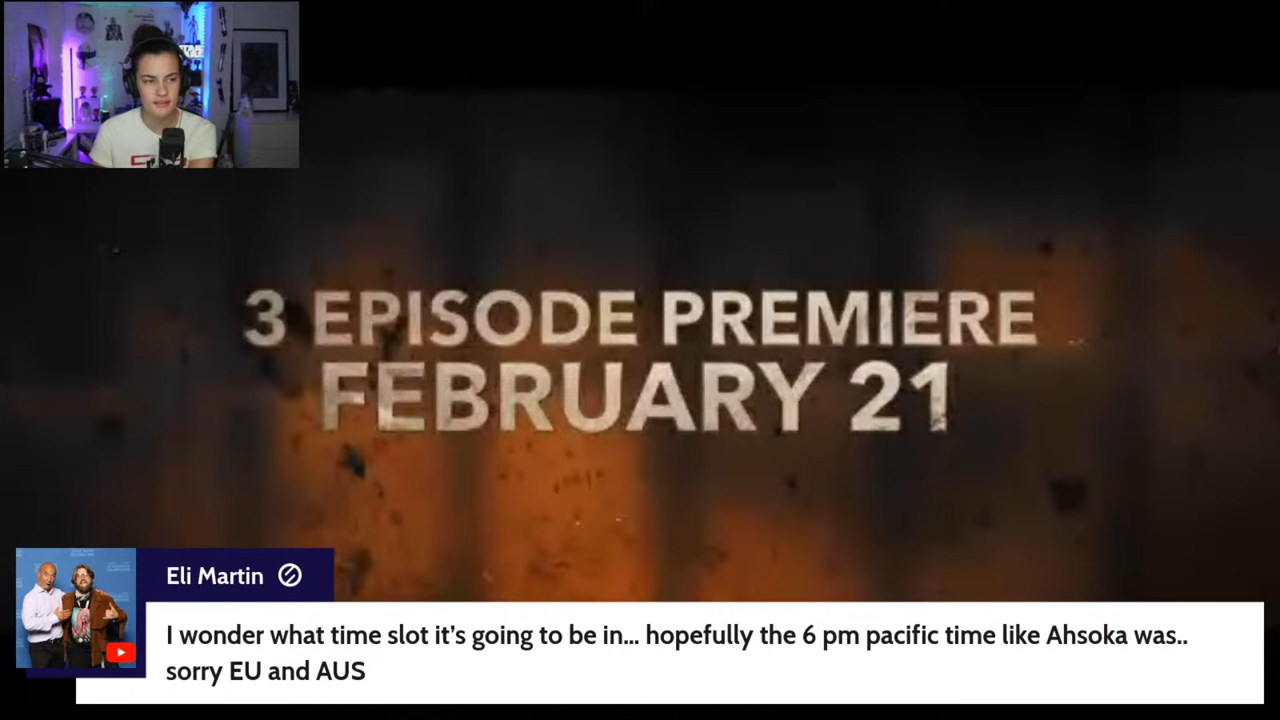 3 EPISODE PREMIERE
FEBRUARY 21
Eli Martin
I wonder what time slot it’s going to be in... hopefully the 6 pm pacific time like Ahsoka was..
sorry EU and AUS